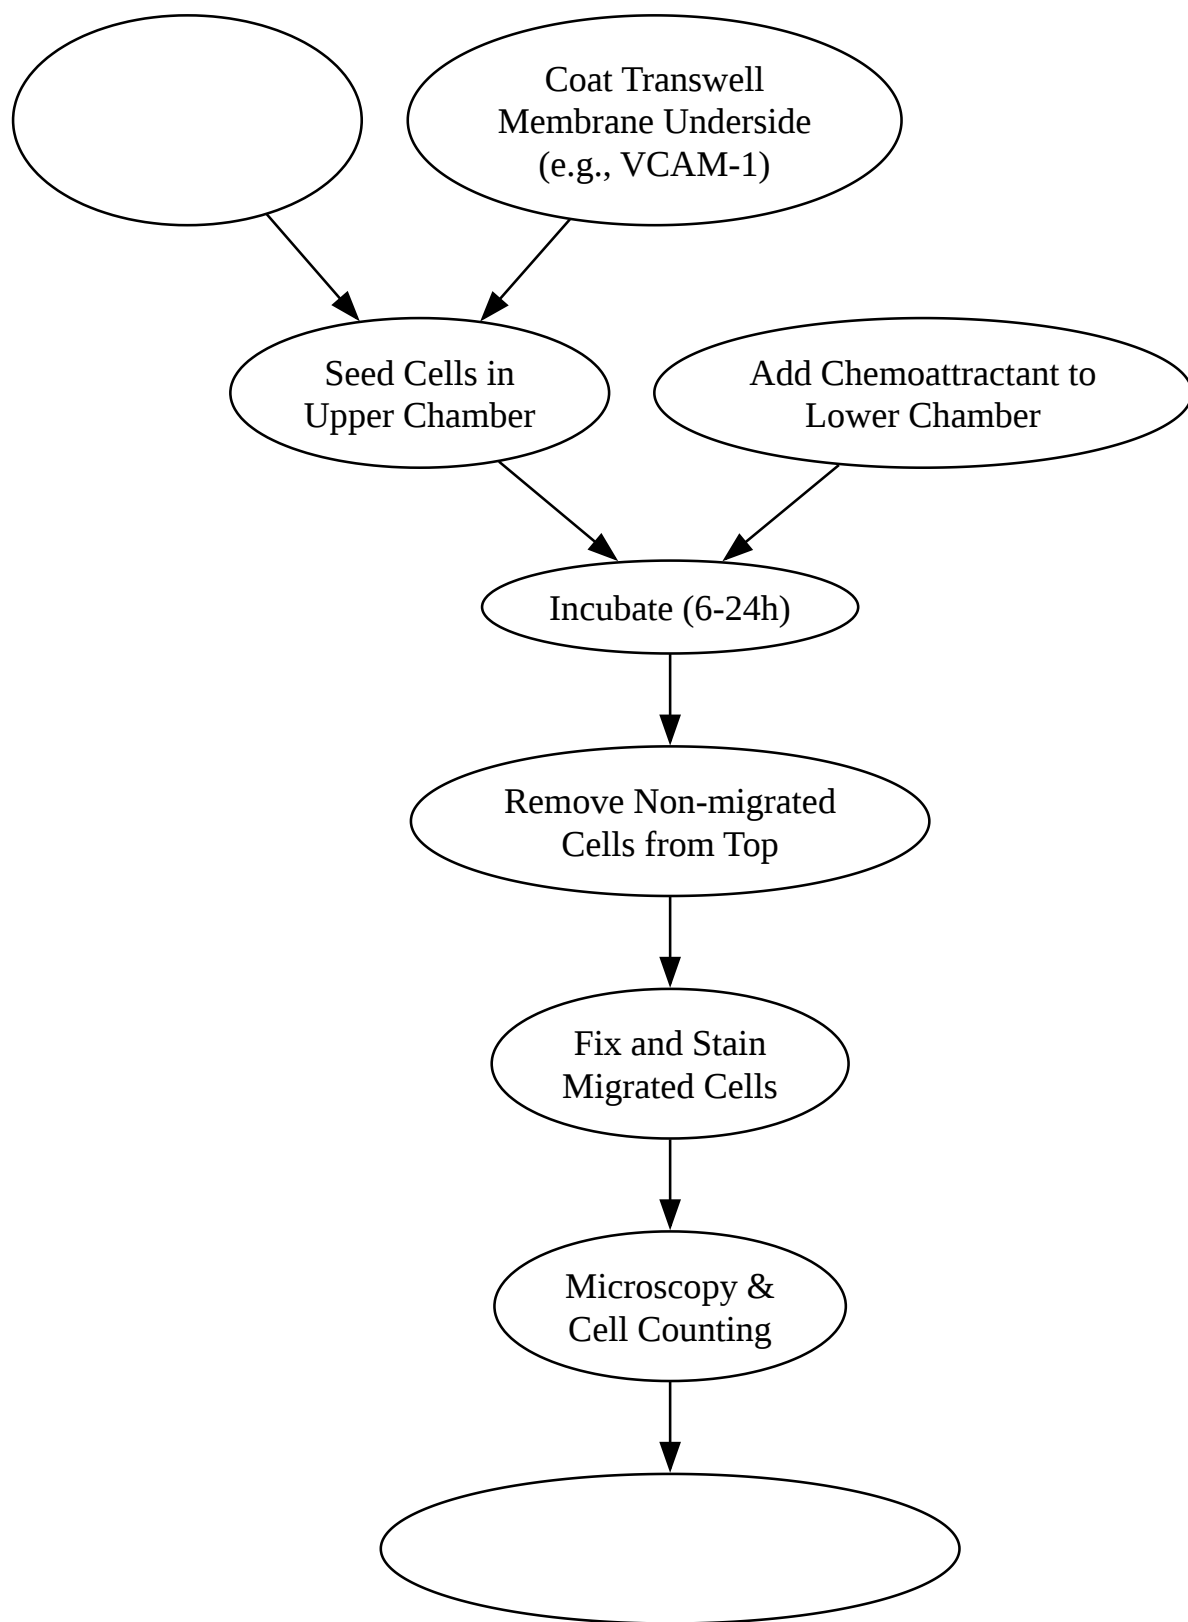 Coat Transwell
Membrane Underside
(e.g., VCAM-1)
Seed Cells in
Upper Chamber
Add Chemoattractant to
Lower Chamber
Incubate (6-24h)
Remove Non-migrated
Cells from Top
Fix and Stain
Migrated Cells
Microscopy &
Cell Counting